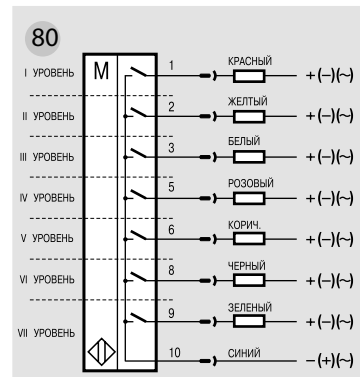 80
I УРОВЕНЬ M 1 КРАСНЫЙ +(–)(~)
II УРОВЕНЬ 2 ЖЕЛТЫЙ +(–)(~)
III УРОВЕНЬ 3 БЕЛЫЙ +(–)(~)
IV УРОВЕНЬ 5 РОЗОВЫЙ +(–)(~)
V УРОВЕНЬ 6 КОРИЧ. +(–)(~)
VI УРОВЕНЬ 8 ЧЕРНЫЙ +(–)(~)
VII УРОВЕНЬ 9 ЗЕЛЕНЫЙ +(–)(~)
10 СИНИЙ –(+)(~)